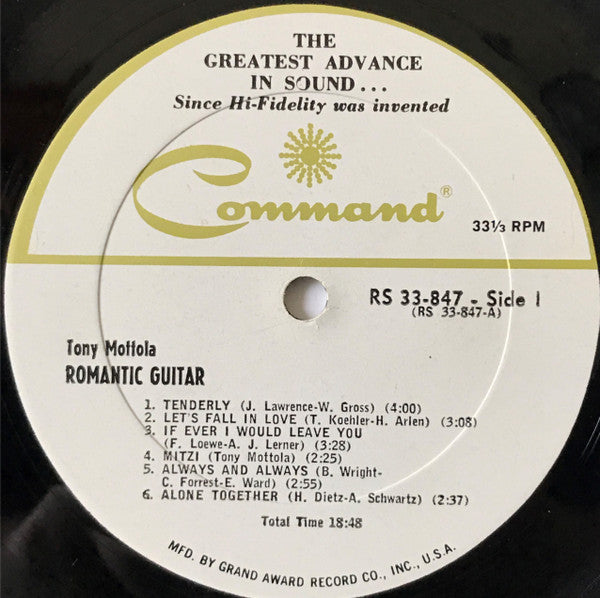 THE
GREATEST ADVANCE
IN SOUND...
Since Hi-Fidelity was invented
Command®
33⅓ RPM
RS 33-847 - Side 1
(RS 33-847-A)
Tony Mottola
ROMANTIC GUITAR
1. TENDERLY (J. Lawrence-W. Gross) (4:00)
2. LET'S FALL IN LOVE (T. Koehler-H. Arlen) (3:08)
3. IF EVER I WOULD LEAVE YOU
(F. Loewe-A. J. Lerner) (3:28)
4. MITZI (Tony Mottola) (2:25)
5. ALWAYS AND ALWAYS (B. Wright-
C. Forrest-E. Ward) (2:55)
6. ALONE TOGETHER (H. Dietz-A. Schwartz) (2:37)
Total Time 18:48
MFD. BY GRAND AWARD RECORD CO., INC., U.S.A.